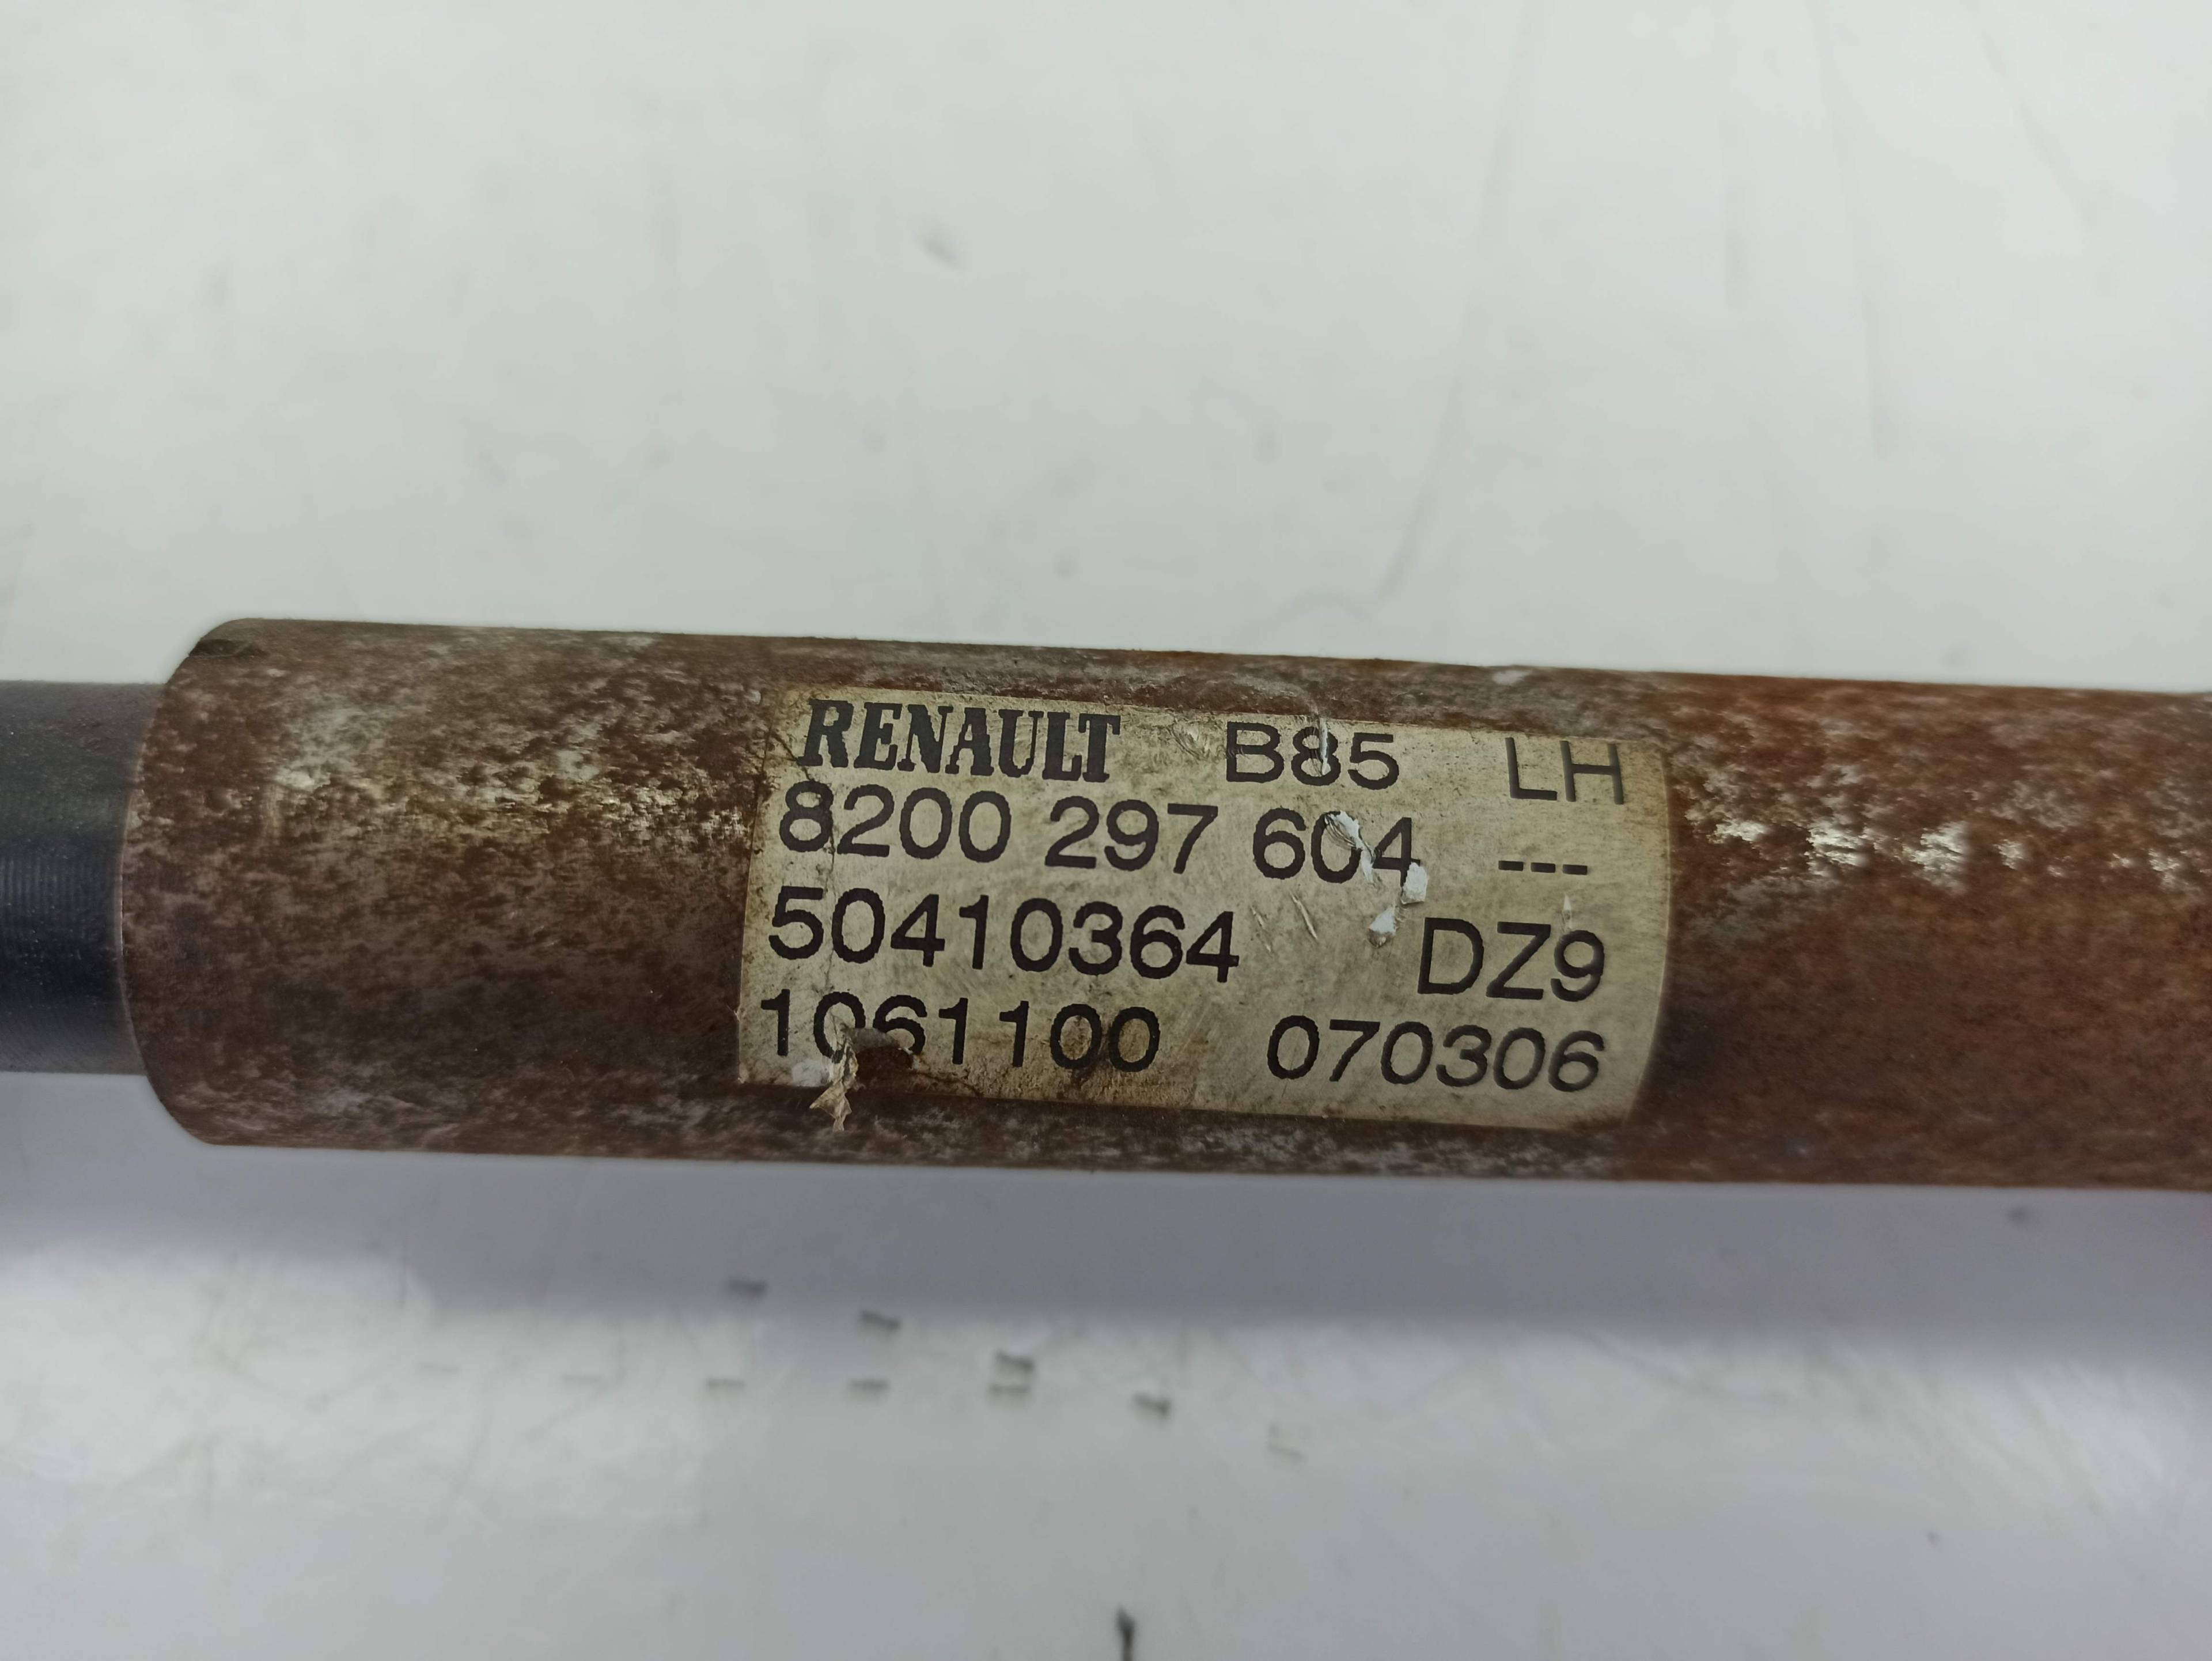 RENAULT B85 LH
8200 297 604 ---
50410364 DZ9
1061100 070306